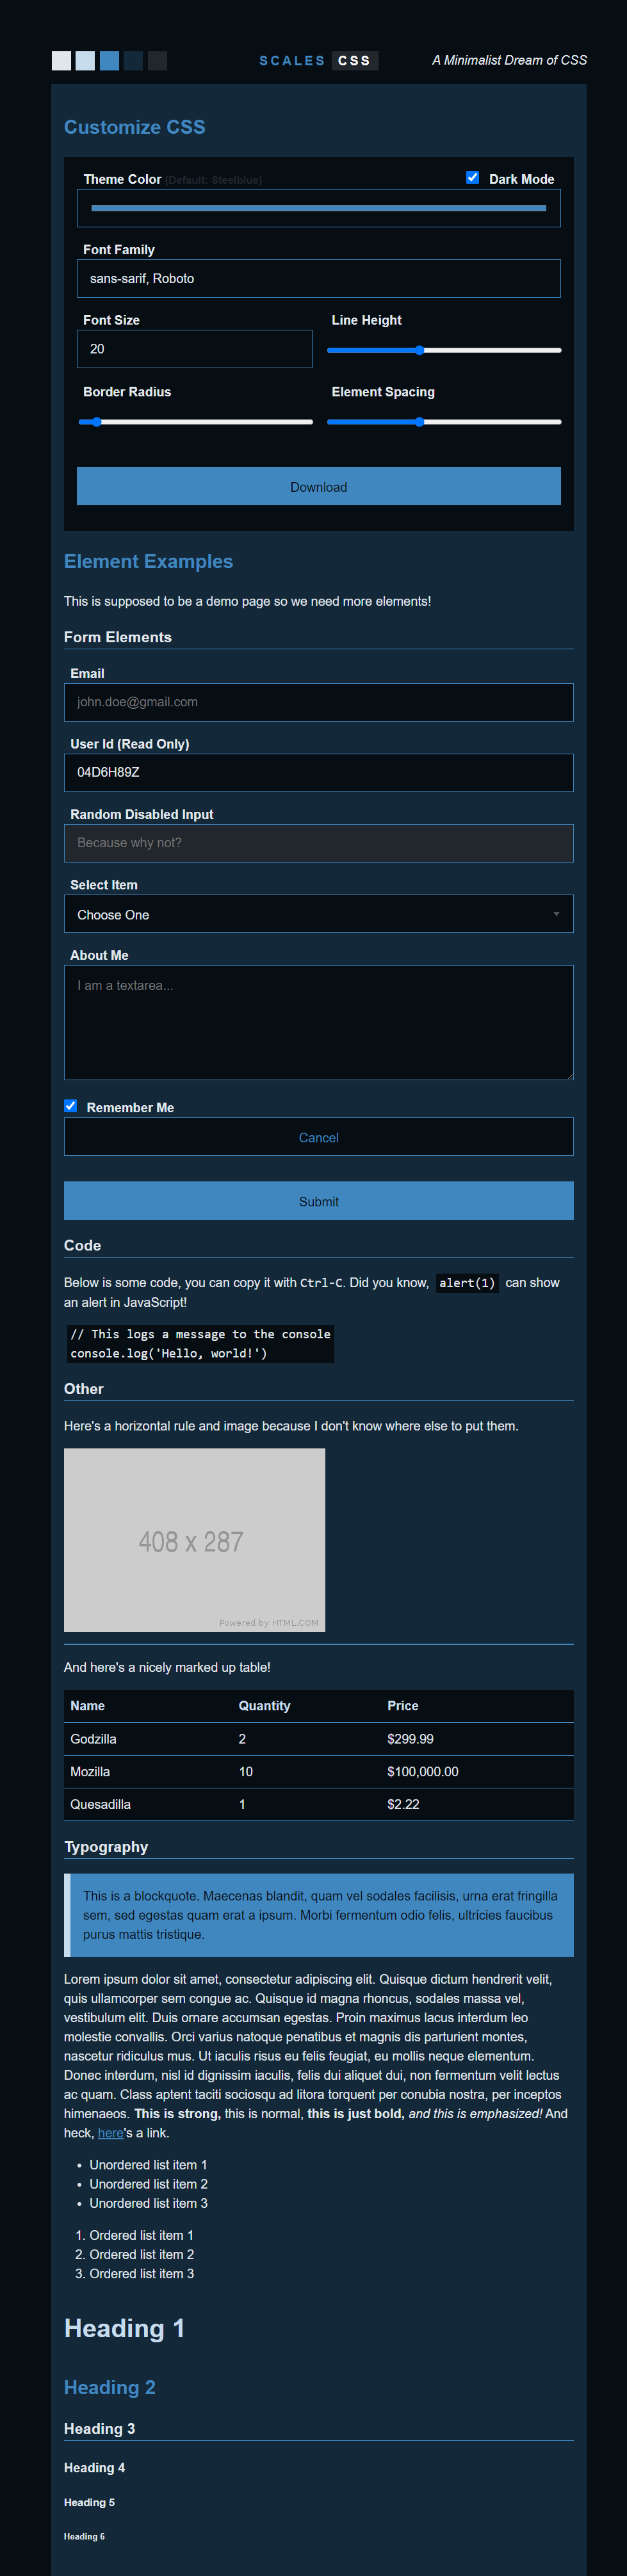 SCALES CSS
A Minimalist Dream of CSS
Customize CSS
Theme Color (Default: Steelblue)
Dark Mode
Font Family
sans-sarif, Roboto
Font Size
Line Height
20
Border Radius
Element Spacing
Download
Element Examples
This is supposed to be a demo page so we need more elements!
Form Elements
Email
john.doe@gmail.com
User Id (Read Only)
04D6H89Z
Random Disabled Input
Because why not?
Select Item
Choose One
About Me
I am a textarea...
Remember Me
Cancel
Submit
Code
Below is some code, you can copy it with Ctrl-C. Did you know, alert(1) can show
an alert in JavaScript!
// This logs a message to the console
console.log('Hello, world!')
Other
Here's a horizontal rule and image because I don't know where else to put them.
408 x 287
Powered by HTML.COM
And here's a nicely marked up table!
Name Quantity Price
Godzilla 2 $299.99
Mozilla 10 $100,000.00
Quesadilla 1 $2.22
Typography
This is a blockquote. Maecenas blandit, quam vel sodales facilisis, urna erat fringilla
sem, sed egestas quam erat a ipsum. Morbi fermentum odio felis, ultricies faucibus
purus mattis tristique.
Lorem ipsum dolor sit amet, consectetur adipiscing elit. Quisque dictum hendrerit velit,
quis ullamcorper sem congue ac. Quisque id magna rhoncus, sodales massa vel,
vestibulum elit. Duis ornare accumsan egestas. Proin maximus lacus interdum leo
molestie convallis. Orci varius natoque penatibus et magnis dis parturient montes,
nascetur ridiculus mus. Ut iaculis risus eu felis feugiat, eu mollis neque elementum.
Donec interdum, nisl id dignissim iaculis, felis dui aliquet dui, non fermentum velit lectus
ac quam. Class aptent taciti sociosqu ad litora torquent per conubia nostra, per inceptos
himenaeos. This is strong, this is normal, this is just bold, and this is emphasized! And
heck, here's a link.
• Unordered list item 1
• Unordered list item 2
• Unordered list item 3
1. Ordered list item 1
2. Ordered list item 2
3. Ordered list item 3
Heading 1
Heading 2
Heading 3
Heading 4
Heading 5
Heading 6